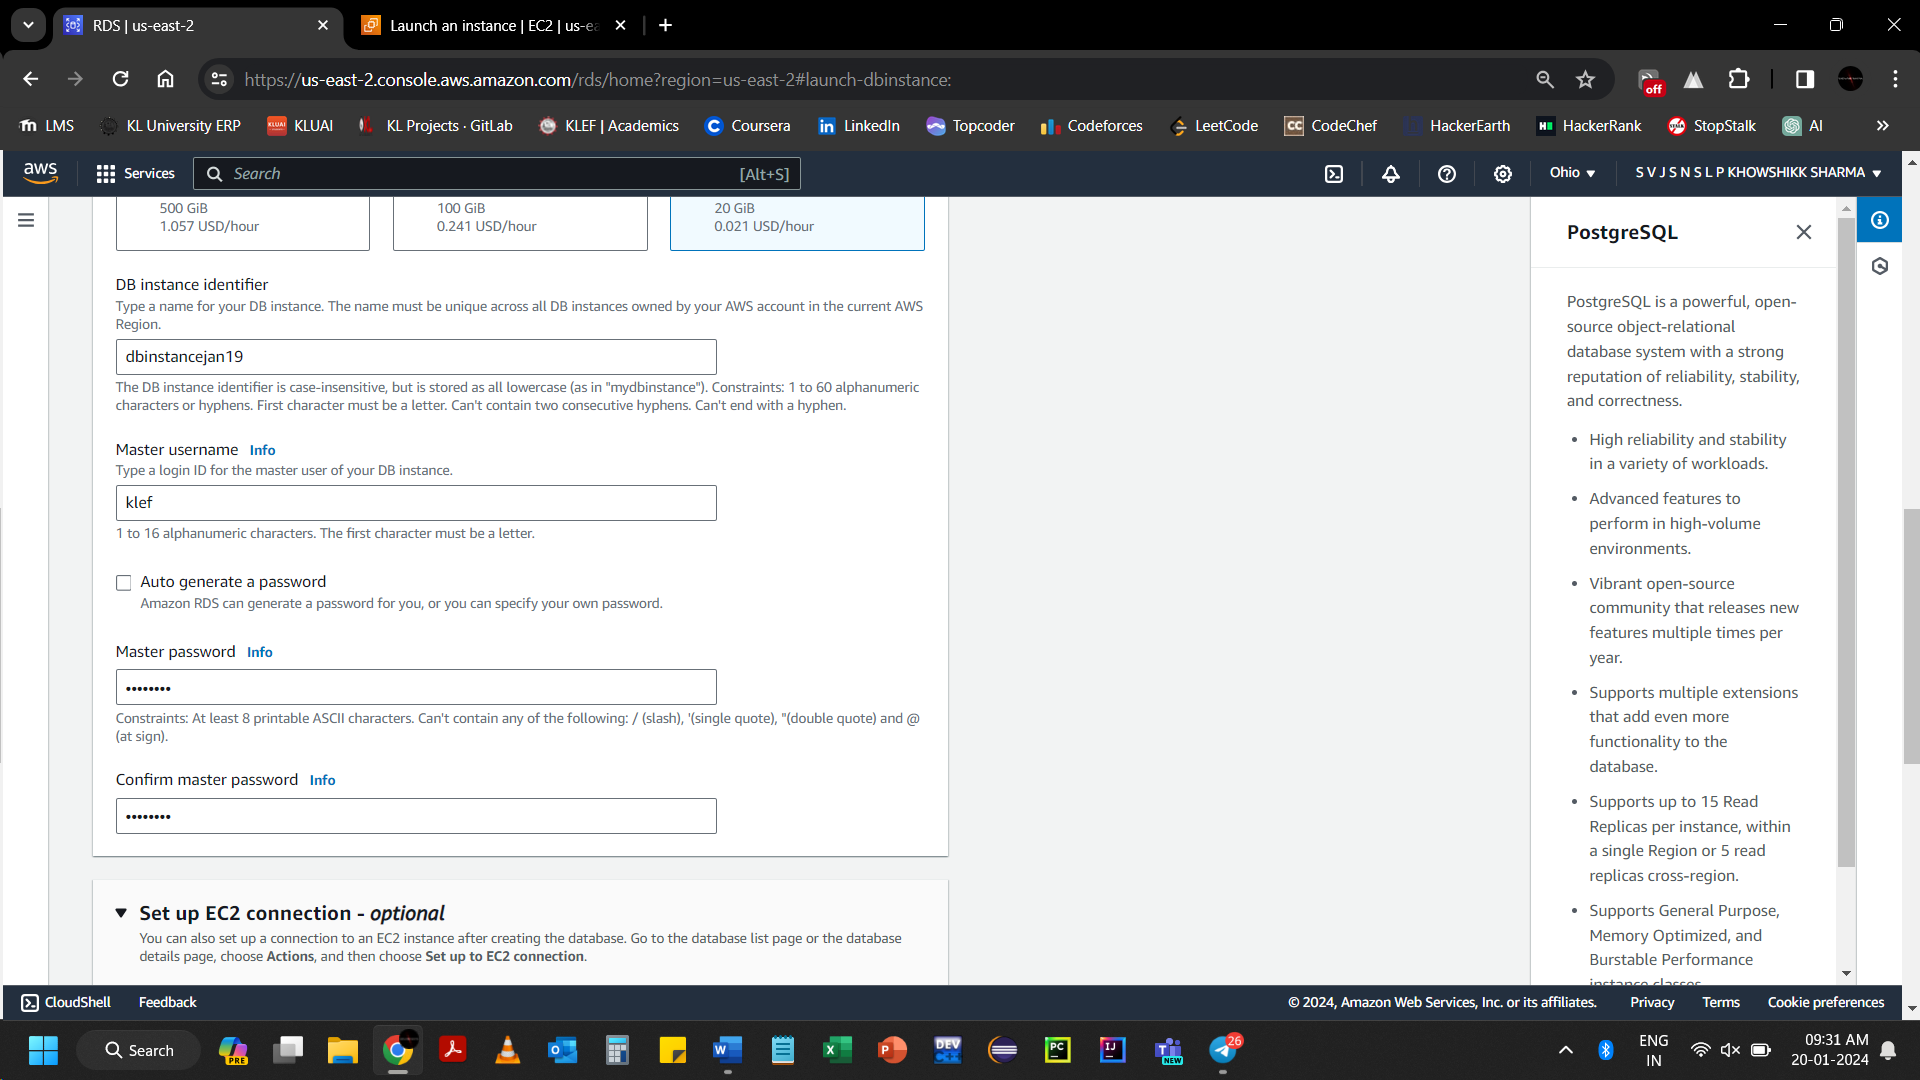 RDS | us-east-2
Launch an instance | EC2 | us-ea
https://us-east-2.console.aws.amazon.com/rds/home?region=us-east-2#launch-dbinstance:
off
LMS
KL University ERP
KLUAI
KL Projects · GitLab
KLEF | Academics
Coursera
LinkedIn
Topcoder
Codeforces
LeetCode
CodeChef
HackerEarth
HackerRank
StopStalk
AI
aws
Services
Search
[Alt+S]
Ohio
S V J S N S L P KHOWSHIKK SHARMA
500 GiB
1.057 USD/hour
100 GiB
0.241 USD/hour
20 GiB
0.021 USD/hour
DB instance identifier
Type a name for your DB instance. The name must be unique across all DB instances owned by your AWS account in the current AWS
Region.
dbinstancejan19
The DB instance identifier is case-insensitive, but is stored as all lowercase (as in "mydbinstance"). Constraints: 1 to 60 alphanumeric
characters or hyphens. First character must be a letter. Can't contain two consecutive hyphens. Can't end with a hyphen.
Master username Info
Type a login ID for the master user of your DB instance.
klef
1 to 16 alphanumeric characters. The first character must be a letter.
Auto generate a password
Amazon RDS can generate a password for you, or you can specify your own password.
Master password Info
••••••••
Constraints: At least 8 printable ASCII characters. Can't contain any of the following: / (slash), '(single quote), "(double quote) and @
(at sign).
Confirm master password Info
••••••••
Set up EC2 connection - optional
You can also set up a connection to an EC2 instance after creating the database. Go to the database list page or the database
details page, choose Actions, and then choose Set up to EC2 connection.
PostgreSQL
PostgreSQL is a powerful, open-
source object-relational
database system with a strong
reputation of reliability, stability,
and correctness.
• High reliability and stability
in a variety of workloads.
• Advanced features to
perform in high-volume
environments.
• Vibrant open-source
community that releases new
features multiple times per
year.
• Supports multiple extensions
that add even more
functionality to the
database.
• Supports up to 15 Read
Replicas per instance, within
a single Region or 5 read
replicas cross-region.
• Supports General Purpose,
Memory Optimized, and
Burstable Performance
instance classes.
CloudShell
Feedback
© 2024, Amazon Web Services, Inc. or its affiliates.
Privacy
Terms
Cookie preferences
Search
PRE
DEV
C++
PC
IJ
NEW
26
ENG
IN
09:31 AM
20-01-2024